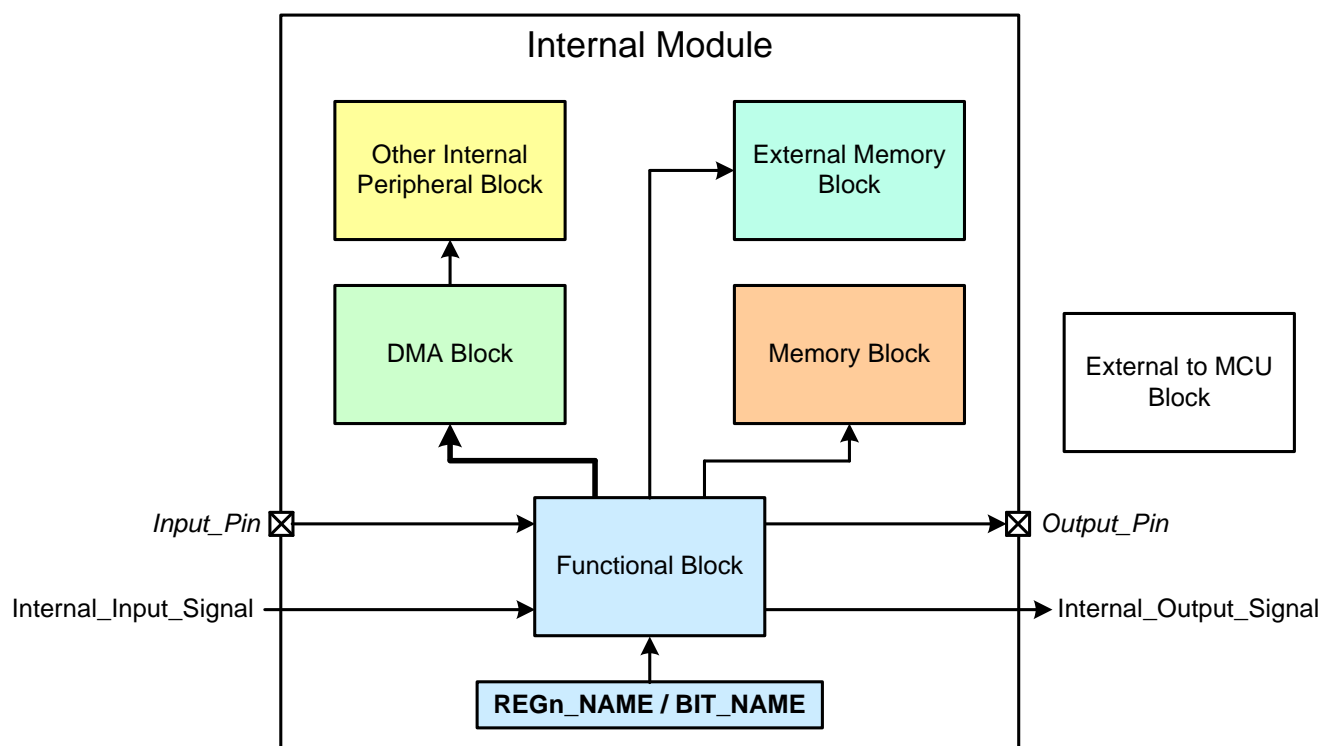 Internal Module
Other Internal
Peripheral Block
External Memory
Block
DMA Block
Memory Block
External to MCU
Block
Input_Pin
Output_Pin
Functional Block
Internal_Input_Signal
Internal_Output_Signal
REGn_NAME / BIT_NAME